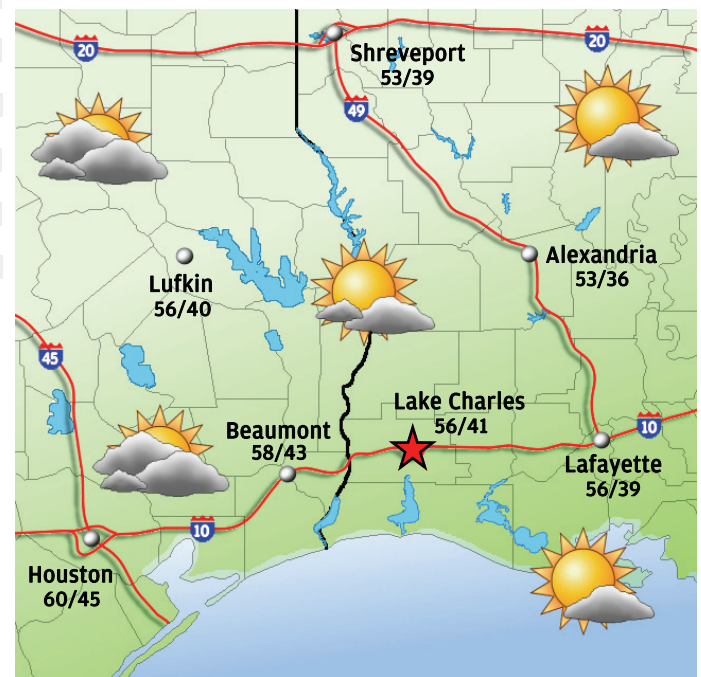 20
20
Shreveport
53/39
49
Alexandria
53/36
Lufkin
56/40
45
Lake Charles
56/41
Beaumont
58/43
10
Lafayette
56/39
10
Houston
60/45